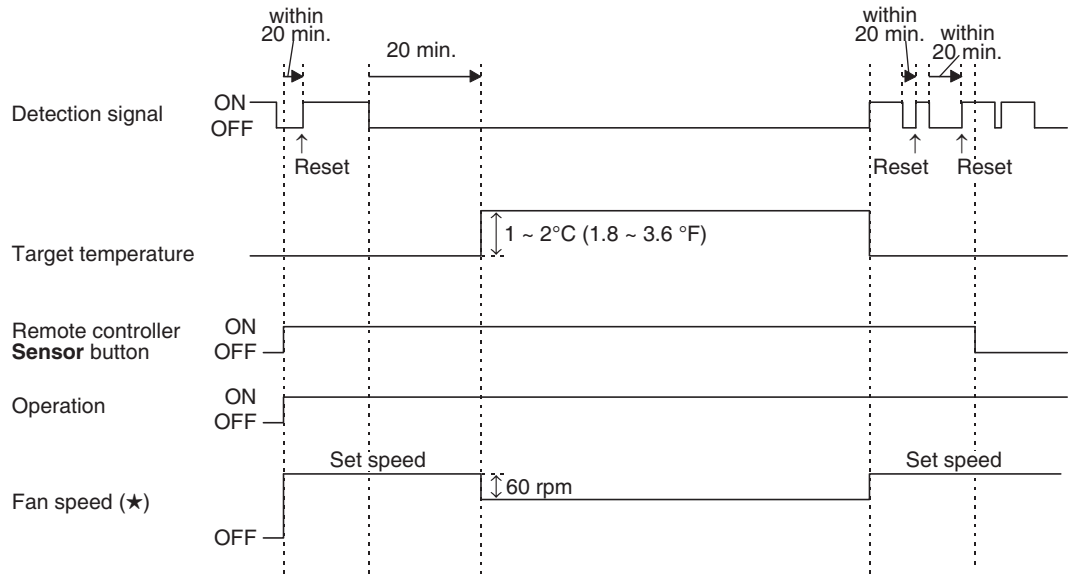 within
20 min.
20 min.
within
20 min.
within
20 min.
Detection signal
ON
OFF
↑
Reset
↑
Reset
↑
Reset
Target temperature
1 ~ 2°C (1.8 ~ 3.6 °F)
Remote controller
Sensor button
ON
OFF
Operation
ON
OFF
Set speed
Set speed
Fan speed (★)
60 rpm
OFF